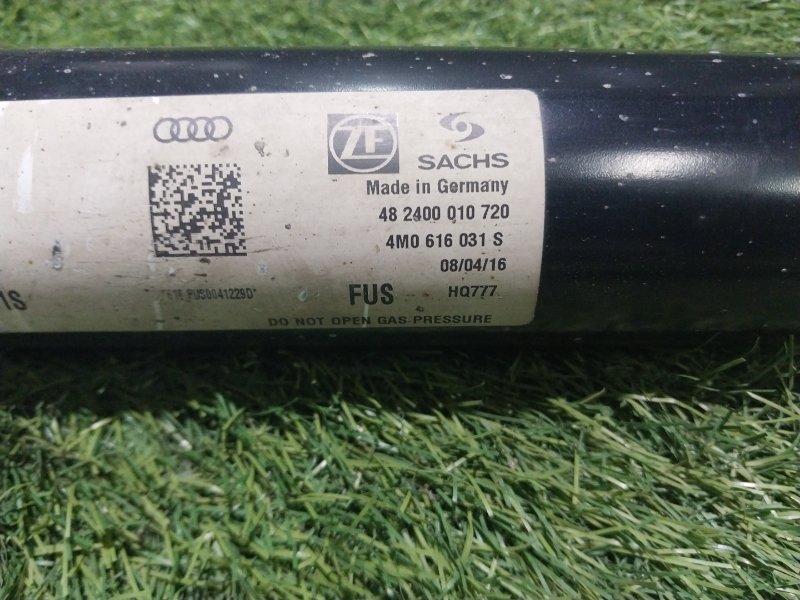 ZF
SACHS
Made in Germany
48 2400 010 720
4M0 616 031 S
08/04/16
FUS HQ777
DO NOT OPEN GAS PRESSURE
1S